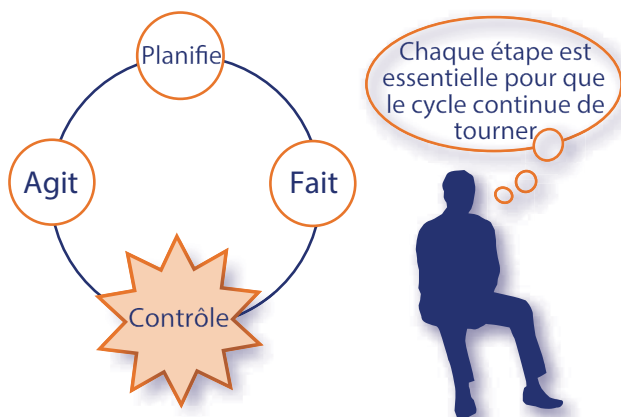 Planifie
Agit
Fait
Contrôle
Chaque étape est
essentielle pour que
le cycle continue de
tourner